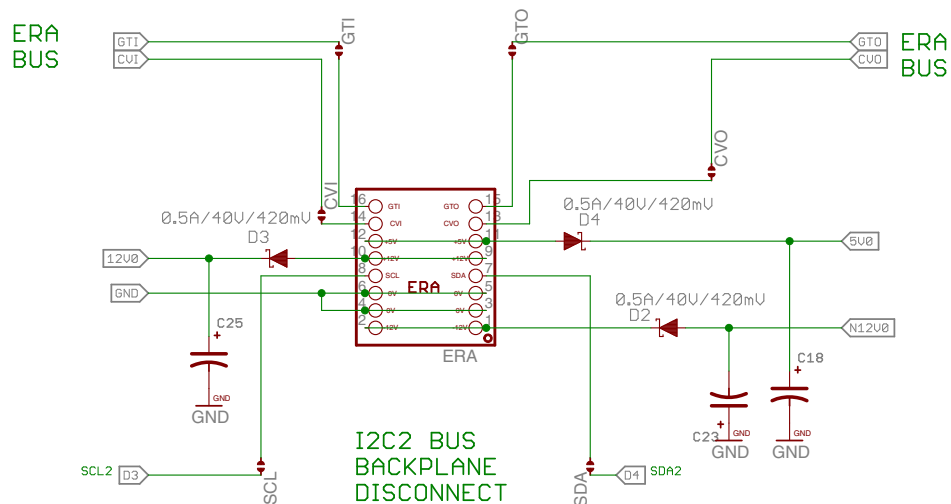 ERA
BUS
GTI
CVI
GTI
GTO
GTO
CVO
ERA
BUS
CVO
CVI
0.5A/40V/420mV
D3
0.5A/40V/420mV
D4
16 GTI GTO 15
14 CVI CVO 13
12 +5V +5V 11
10 +12V +12V 9
8 SCL SDA 7
6 0V 0V 5
4 0V 0V 3
2 -12V -12V 1
ERA
ERA
12V0
GND
5V0
0.5A/40V/420mV
D2
N12V0
C25
+
GND
GND
C18
+
GND
GND
C23
+
GND
GND
I2C2 BUS
BACKPLANE
DISCONNECT
SCL2
D3
SCL
SDA
D4
SDA2